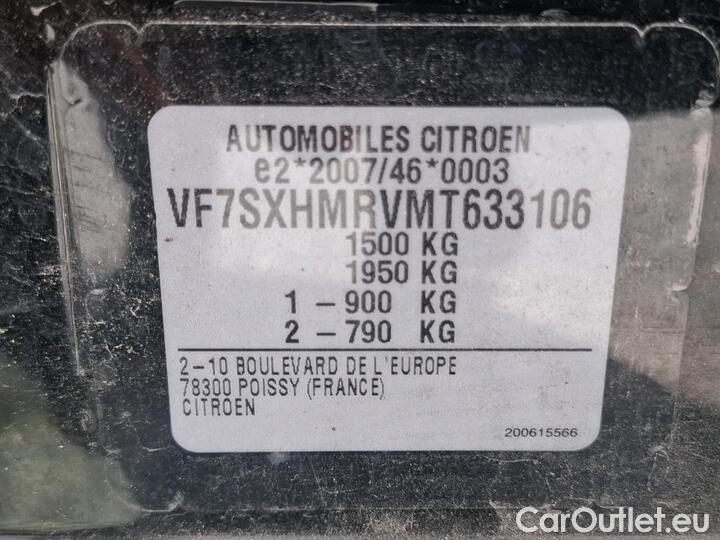 AUTOMOBILES CITROEN
e2*2007/46*0003
VF7SXHMRVMT633106
1500 KG
1950 KG
1 - 900 KG
2 - 790 KG
2-10 BOULEVARD DE L'EUROPE
78300 POISSY (FRANCE)
CITROEN
200615566
CarOutlet.eu